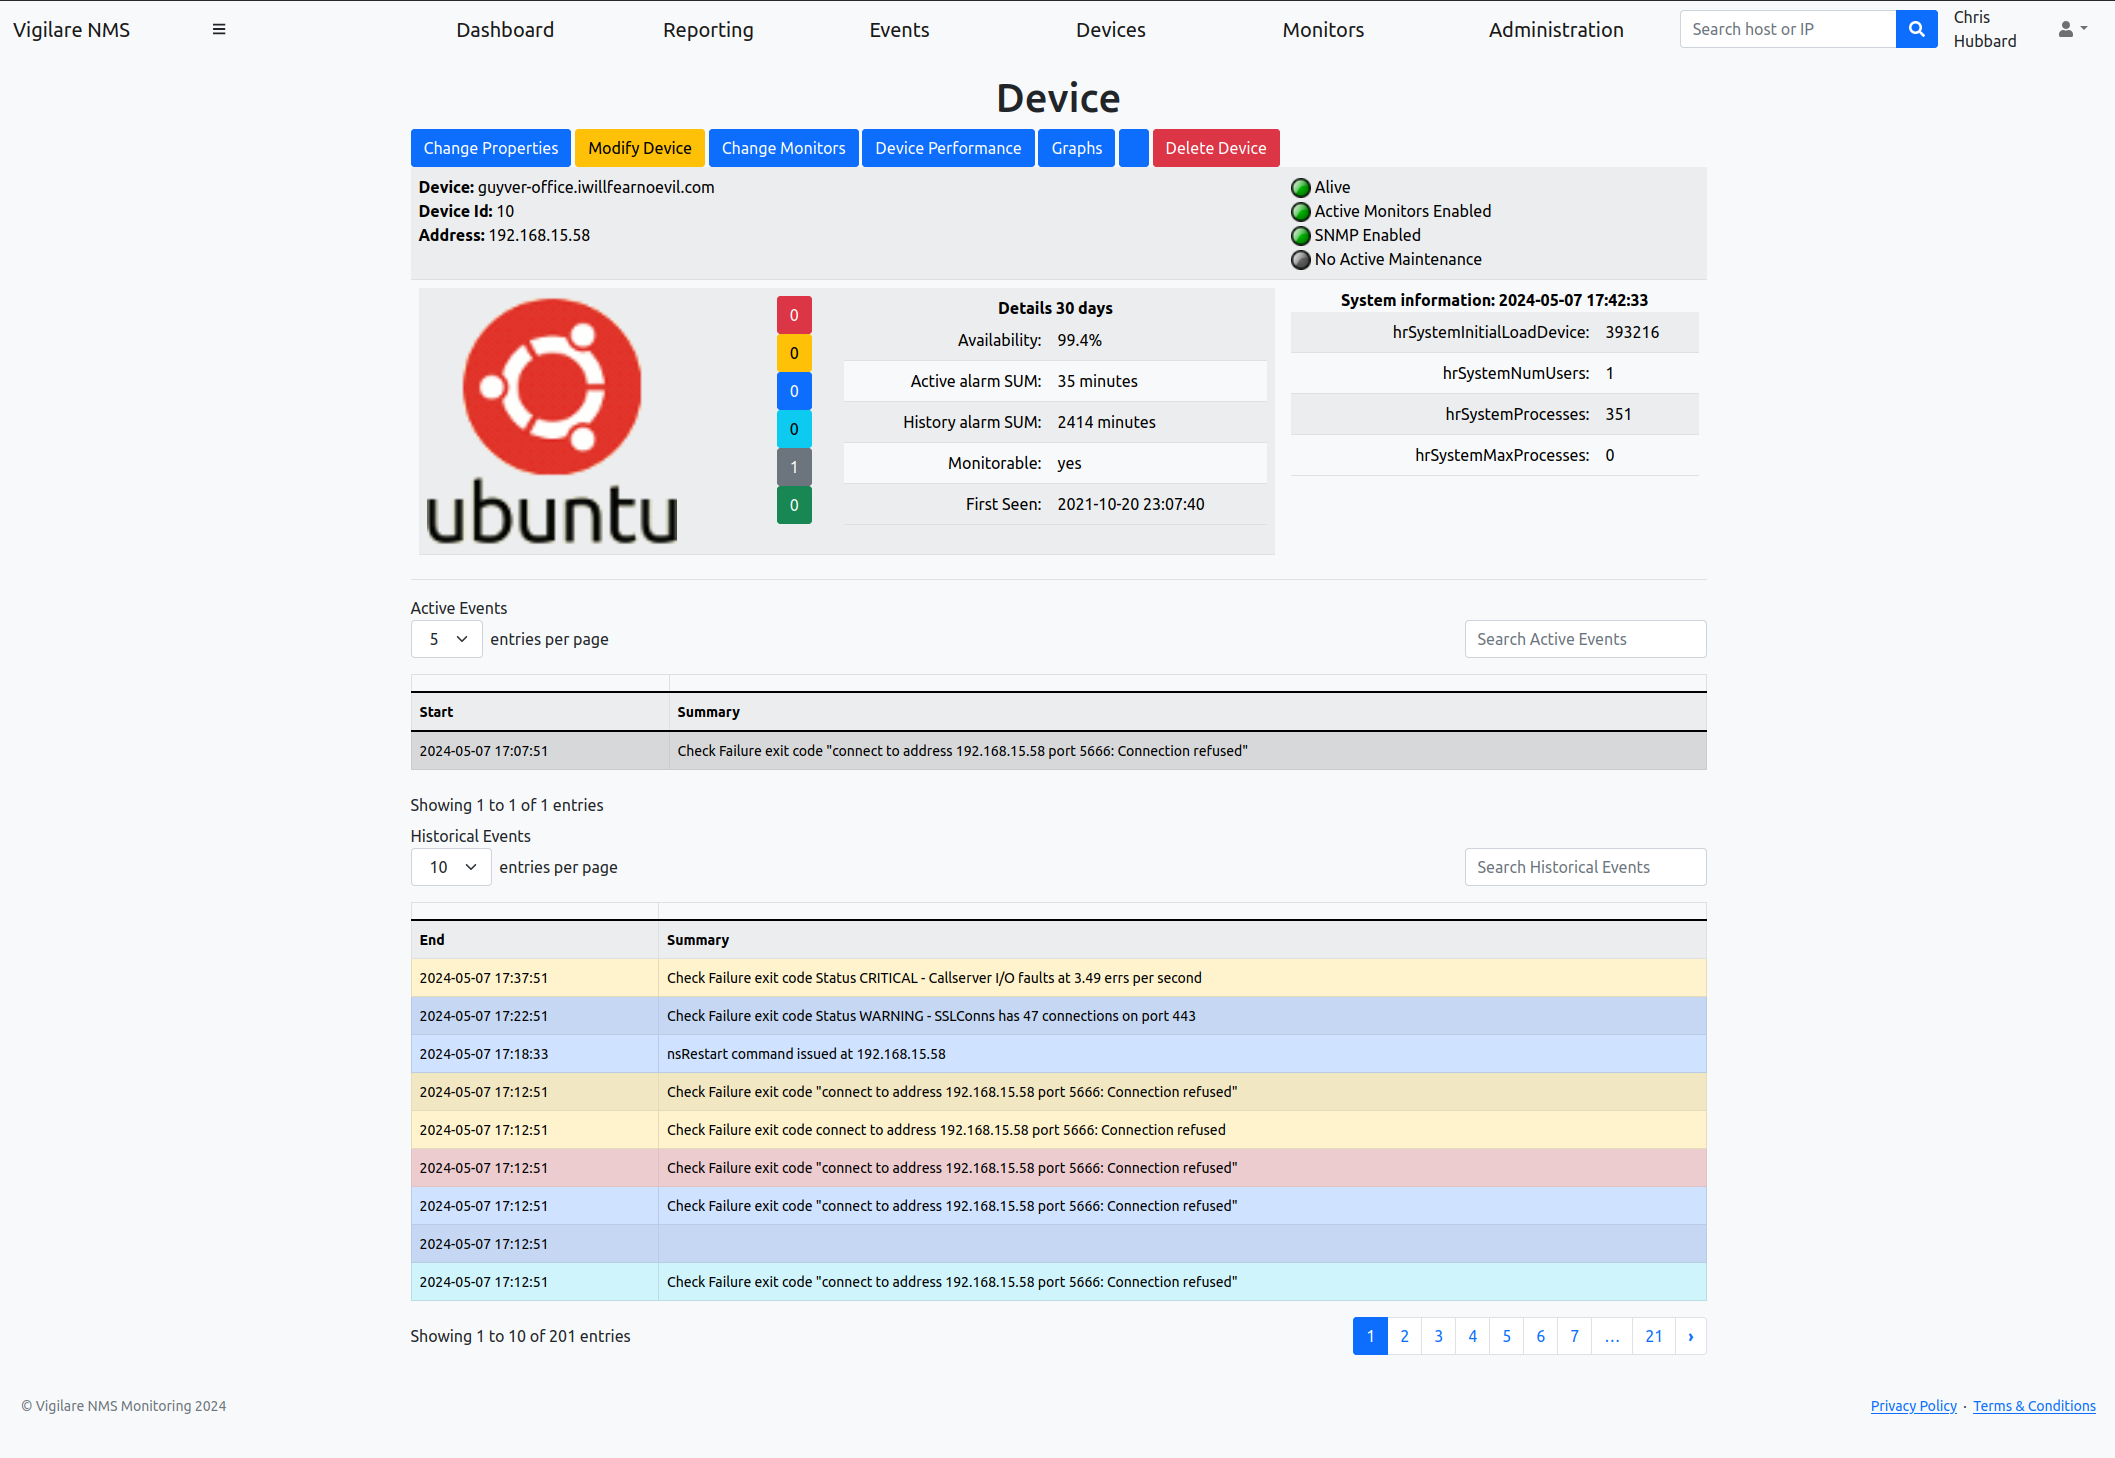 Vigilare NMS
Dashboard
Reporting
Events
Devices
Monitors
Administration
Search host or IP
Chris
Hubbard
Device
Change Properties
Modify Device
Change Monitors
Device Performance
Graphs
Delete Device
Device: guyver-office.iwillfearnoevil.com
Device Id: 10
Address: 192.168.15.58
Alive
Active Monitors Enabled
SNMP Enabled
No Active Maintenance
ubuntu
0
0
0
0
1
0
Details 30 days
Availability: 99.4%
Active alarm SUM: 35 minutes
History alarm SUM: 2414 minutes
Monitorable: yes
First Seen: 2021-10-20 23:07:40
System information: 2024-05-07 17:42:33
hrSystemInitialLoadDevice: 393216
hrSystemNumUsers: 1
hrSystemProcesses: 351
hrSystemMaxProcesses: 0
Active Events
5 entries per page
Search Active Events
Start Summary
2024-05-07 17:07:51 Check Failure exit code "connect to address 192.168.15.58 port 5666: Connection refused"
Showing 1 to 1 of 1 entries
Historical Events
10 entries per page
Search Historical Events
End Summary
2024-05-07 17:37:51 Check Failure exit code Status CRITICAL - Callserver I/O faults at 3.49 errs per second
2024-05-07 17:22:51 Check Failure exit code Status WARNING - SSLConns has 47 connections on port 443
2024-05-07 17:18:33 nsRestart command issued at 192.168.15.58
2024-05-07 17:12:51 Check Failure exit code "connect to address 192.168.15.58 port 5666: Connection refused"
2024-05-07 17:12:51 Check Failure exit code connect to address 192.168.15.58 port 5666: Connection refused
2024-05-07 17:12:51 Check Failure exit code "connect to address 192.168.15.58 port 5666: Connection refused"
2024-05-07 17:12:51 Check Failure exit code "connect to address 192.168.15.58 port 5666: Connection refused"
2024-05-07 17:12:51
2024-05-07 17:12:51 Check Failure exit code "connect to address 192.168.15.58 port 5666: Connection refused"
Showing 1 to 10 of 201 entries
1 2 3 4 5 6 7 … 21 ›
© Vigilare NMS Monitoring 2024
Privacy Policy · Terms & Conditions